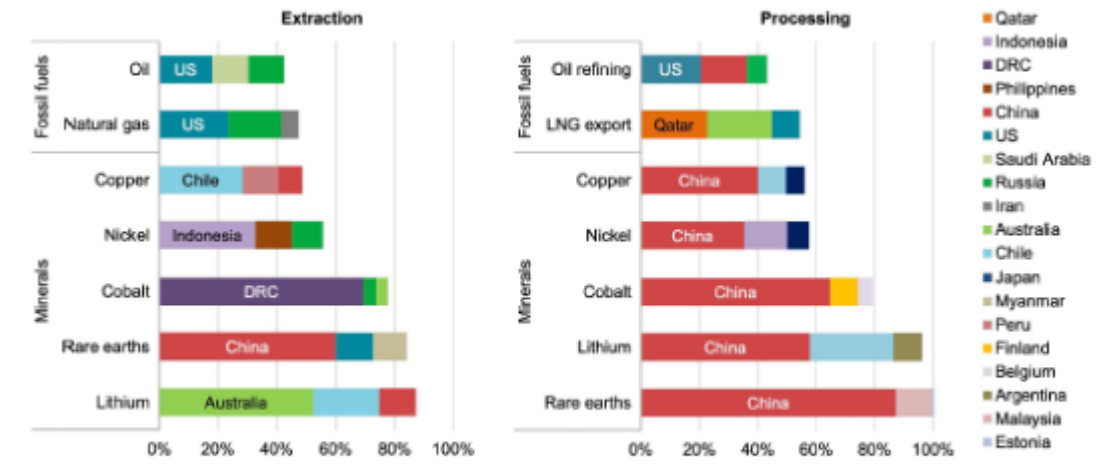 Extraction
Fossil fuels
Oil
US
Natural gas
US
Minerals
Copper
Chile
Nickel
Indonesia
Cobalt
DRC
Rare earths
China
Lithium
Australia
0% 20% 40% 60% 80% 100%
Processing
Fossil fuels
Oil refining
US
LNG export
Qatar
Minerals
Copper
China
Nickel
China
Cobalt
China
Lithium
China
Rare earths
China
0% 20% 40% 60% 80% 100%
Qatar
Indonesia
DRC
Philippines
China
US
Saudi Arabia
Russia
Iran
Australia
Chile
Japan
Myanmar
Peru
Finland
Belgium
Argentina
Malaysia
Estonia